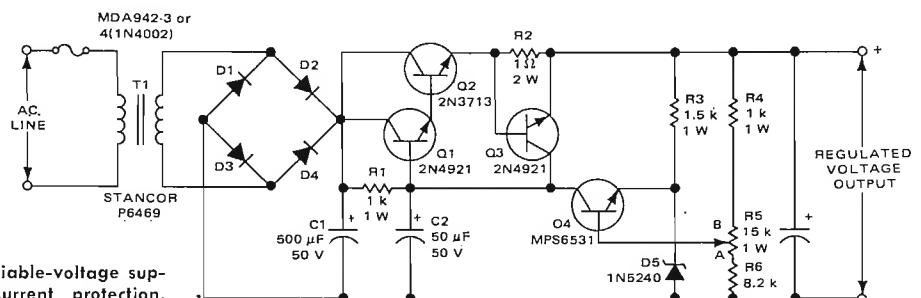 MDA942-3 or
4(1N4002)
T1
AC.
LINE
STANCOR
P6469
D1
D2
D3
D4
Q2
2N3713
R2
1Ω
2 W
Q1
2N4921
Q3
2N4921
R1
1 k
1 W
C1
500 μF
50 V
+
C2
50 μF
50 V
+
Q4
MPS6531
R3
1.5 k
1 W
R4
1 k
1 W
B
R5
15 k
1 W
A
R6
8.2 k
D5
1N5240
+
+
REGULATED
VOLTAGE
OUTPUT
iable-voltage sup-
urrent protection.